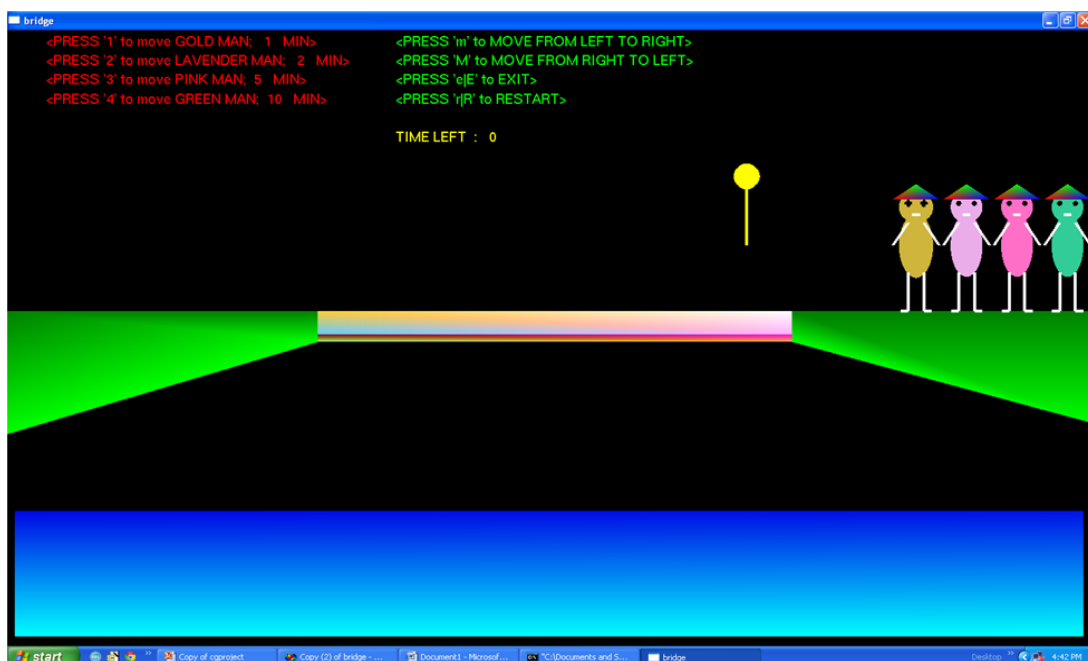 bridge
<PRESS '1' to move GOLD MAN;  1  MIN>
<PRESS '2' to move LAVENDER MAN;  2  MIN>
<PRESS '3' to move PINK MAN;  5  MIN>
<PRESS '4' to move GREEN MAN;  10  MIN>
<PRESS 'm' to MOVE FROM LEFT TO RIGHT>
<PRESS 'M' to MOVE FROM RIGHT TO LEFT>
<PRESS 'e|E' to EXIT>
<PRESS 'r|R' to RESTART>
TIME LEFT  :  0
start
Copy of cgproject
Copy (2) of bridge - ...
Document1 - Microsof...
"C:\Documents and S...
bridge
Desktop
4:42 PM